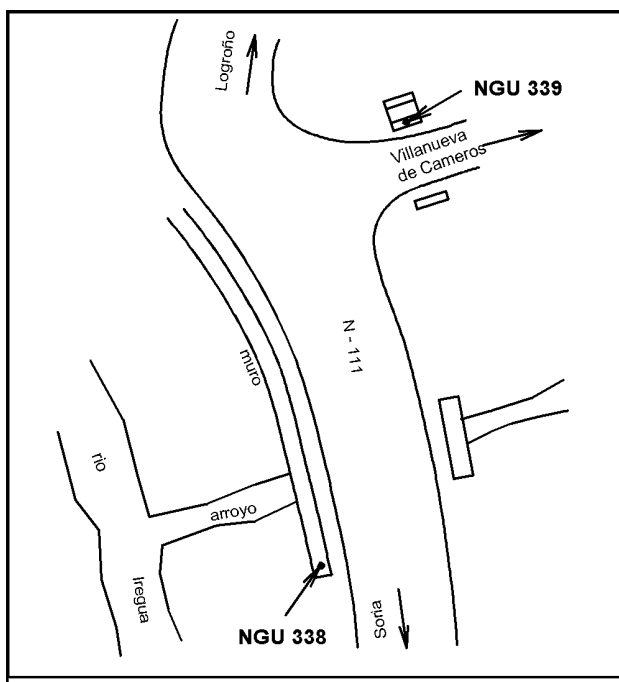 Logroño
NGU 339
Villanueva
de Cameros
N - 111
muro
rio
arroyo
Iregua
NGU 338
Soria